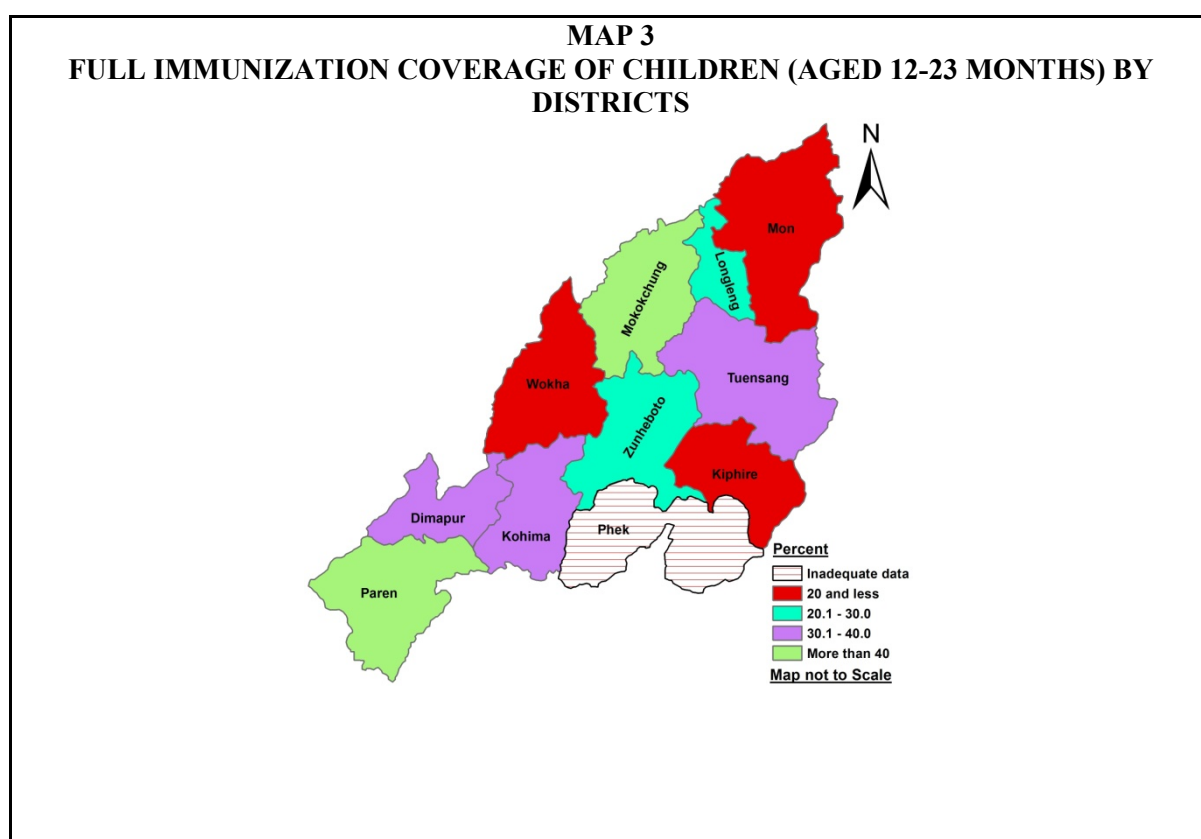 MAP 3
FULL IMMUNIZATION COVERAGE OF CHILDREN (AGED 12-23 MONTHS) BY
DISTRICTS
N
Mon
Longleng
Mokokchung
Wokha
Tuensang
Zunheboto
Kiphire
Dimapur
Kohima
Phek
Paren
Percent
Inadequate data
20 and less
20.1 - 30.0
30.1 - 40.0
More than 40
Map not to Scale